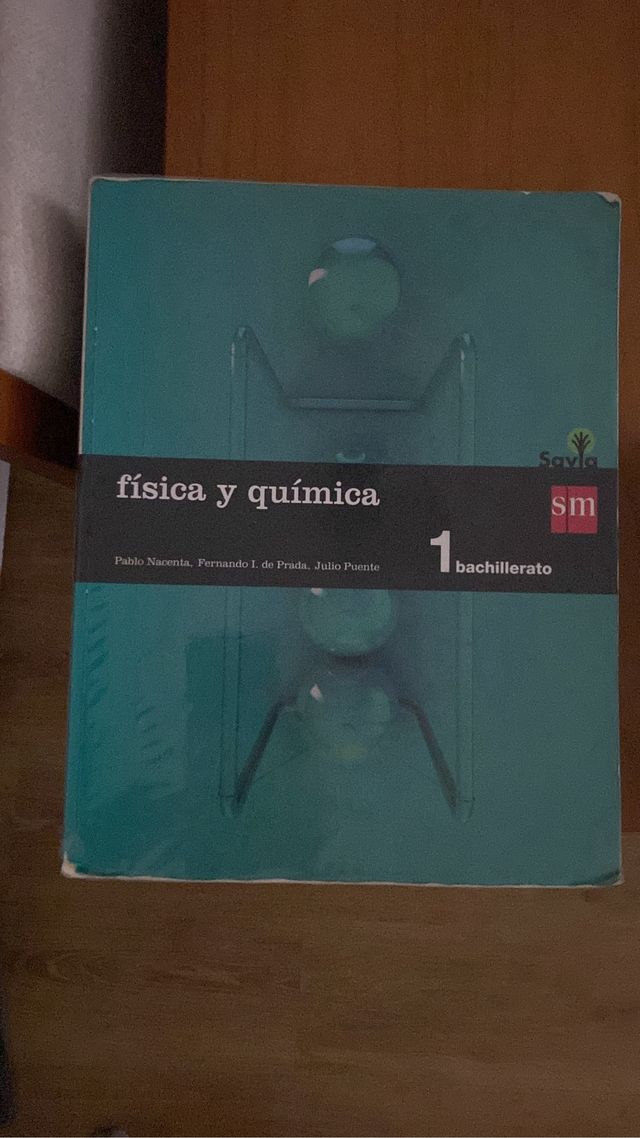 Savia
física y química
sm
Pablo Nacenta, Fernando I. de Prada, Julio Puente
1 bachillerato